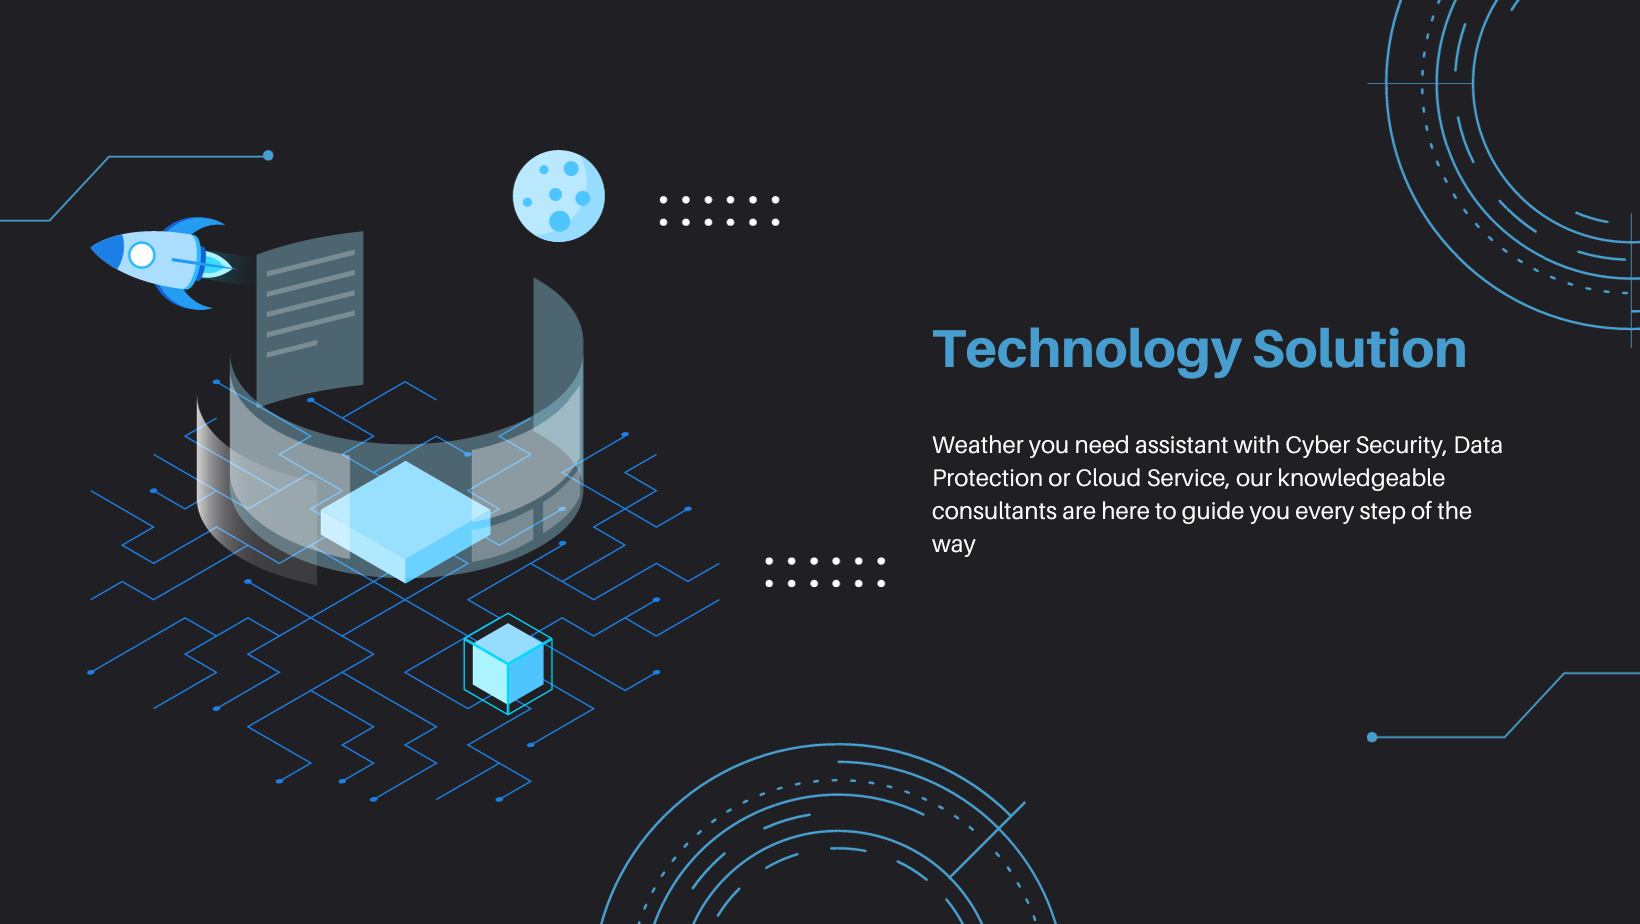 Technology Solution
Weather you need assistant with Cyber Security, Data
Protection or Cloud Service, our knowledgeable
consultants are here to guide you every step of the
way